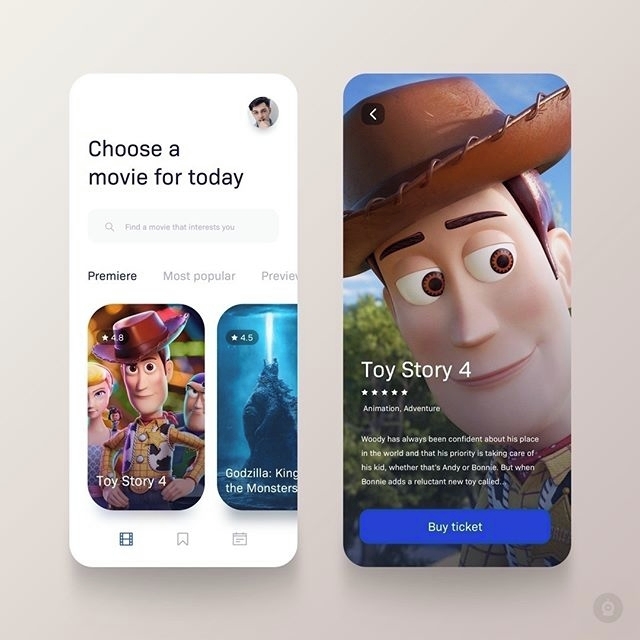 Choose a
movie for today
Find a movie that interests you
Premiere Most popular Preview
4.8
4.5
Toy Story 4
Godzilla: King
the Monsters
Toy Story 4
Animation, Adventure
Woody has always been confident about his place
in the world and that his priority is taking care of
his kid, whether that's Andy or Bonnie. But when
Bonnie adds a reluctant new toy called...
Buy ticket